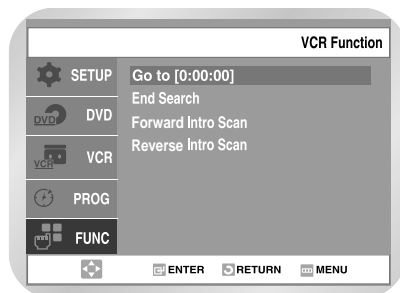 VCR Function
SETUP
DVD DVD
VCR VCR
PROG
FUNC
Go to [0:00:00]
End Search
Forward Intro Scan
Reverse Intro Scan
ENTER RETURN MENU